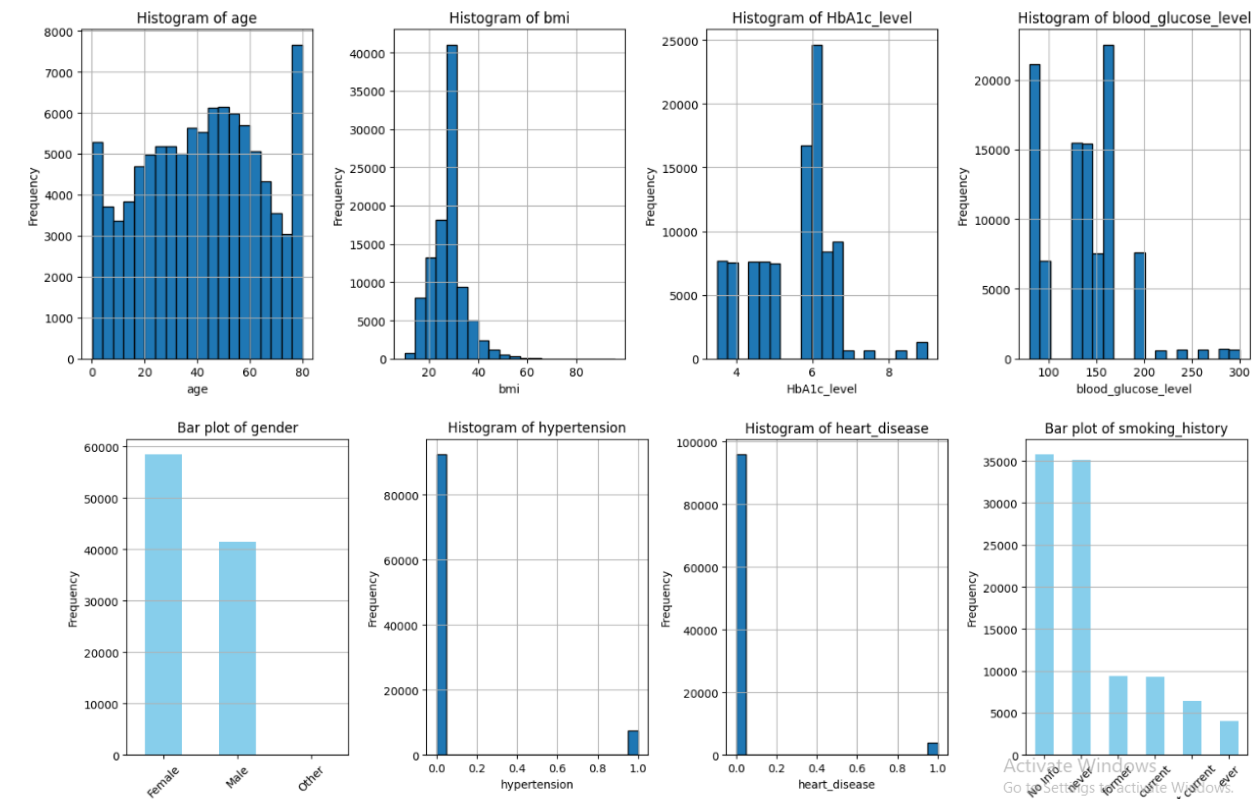 Histogram of age
8000
7000
6000
5000
4000
3000
2000
1000
0
Frequency
0 20 40 60 80
age
Histogram of bmi
40000
35000
30000
25000
20000
15000
10000
5000
0
Frequency
20 40 60 80
bmi
Histogram of HbA1c_level
25000
20000
15000
10000
5000
0
Frequency
4 6 8
HbA1c_level
Histogram of blood_glucose_level
20000
15000
10000
5000
0
Frequency
100 150 200 250 300
blood_glucose_level
Bar plot of gender
60000
50000
40000
30000
20000
10000
0
Frequency
Female Male Other
Histogram of hypertension
80000
60000
40000
20000
0
Frequency
0.0 0.2 0.4 0.6 0.8 1.0
hypertension
Histogram of heart_disease
100000
80000
60000
40000
20000
0
Frequency
0.0 0.2 0.4 0.6 0.8 1.0
heart_disease
Bar plot of smoking_history
35000
30000
25000
20000
15000
10000
5000
0
Frequency
No Info never former current t current ever
Activate Windows
Go to Settings to activate Windows.